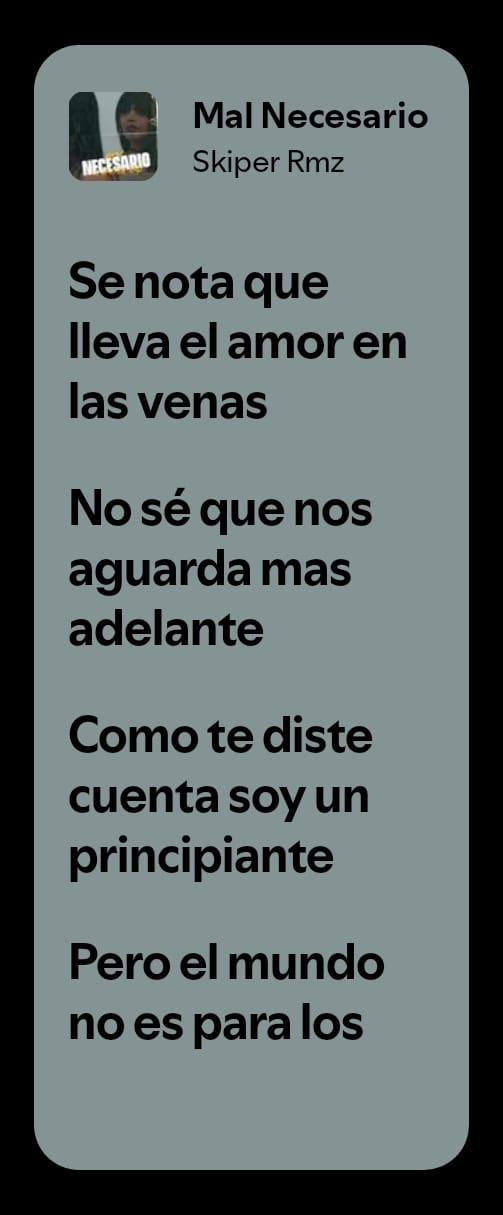 NECESARIO
Mal Necesario
Skiper Rmz
Se nota que
lleva el amor en
las venas
No sé que nos
aguarda mas
adelante
Como te diste
cuenta soy un
principiante
Pero el mundo
no es para los